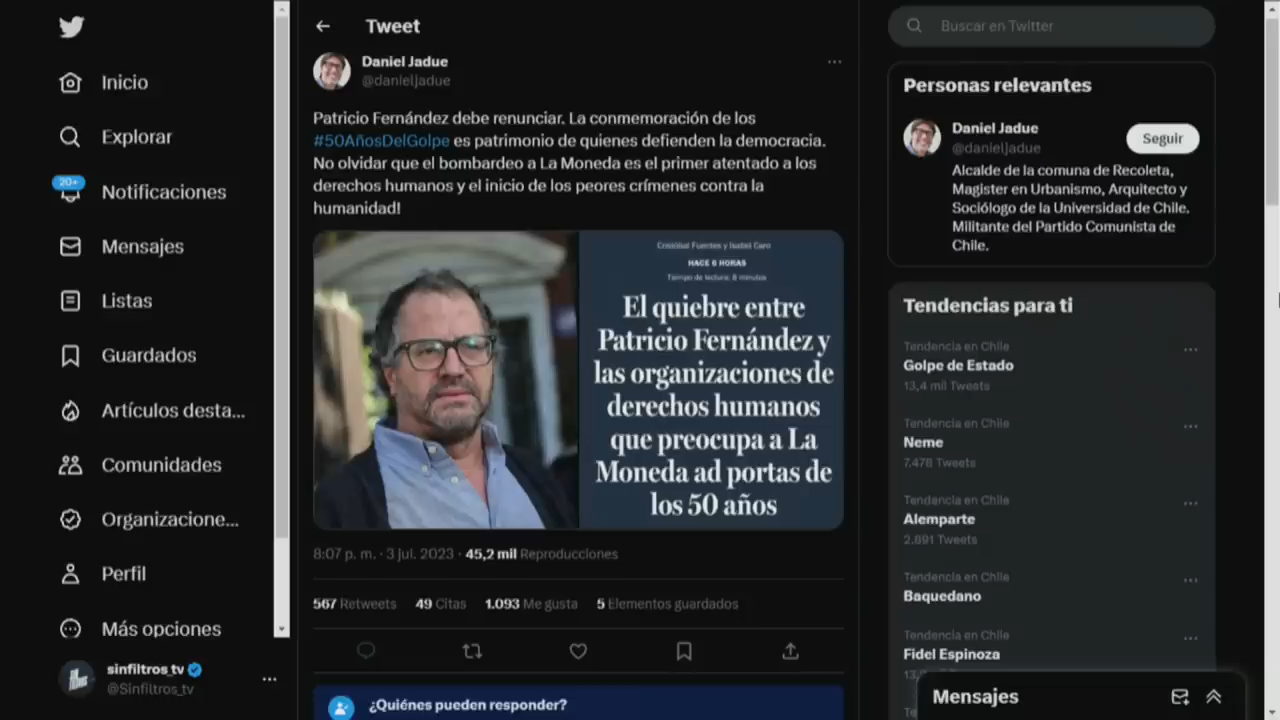 Tweet
Buscar en Twitter
Inicio
Explorar
20+
Notificaciones
Mensajes
Listas
Guardados
Artículos desta...
Comunidades
Organizacione...
Perfil
Más opciones
sinfiltros_tv
@Sinfiltros_tv
Daniel Jadue
@danieljadue
Patricio Fernández debe renunciar. La conmemoración de los
#50AñosDelGolpe es patrimonio de quienes defienden la democracia.
No olvidar que el bombardeo a La Moneda es el primer atentado a los
derechos humanos y el inicio de los peores crímenes contra la
humanidad!
Cristóbal Fuentes y Isabel Caro
HACE 6 HORAS
Tiempo de lectura: 8 minutos
El quiebre entre
Patricio Fernández y
las organizaciones de
derechos humanos
que preocupa a La
Moneda ad portas de
los 50 años
8:07 p. m. · 3 jul. 2023 · 45,2 mil Reproducciones
567 Retweets 49 Citas 1.093 Me gusta 5 Elementos guardados
¿Quiénes pueden responder?
Personas relevantes
Daniel Jadue
@danieljadue
Seguir
Alcalde de la comuna de Recoleta,
Magister en Urbanismo, Arquitecto y
Sociólogo de la Universidad de Chile.
Militante del Partido Comunista de
Chile.
Tendencias para ti
Tendencia en Chile
Golpe de Estado
13,4 mil Tweets
Tendencia en Chile
Neme
7.478 Tweets
Tendencia en Chile
Alemparte
2.891 Tweets
Tendencia en Chile
Baquedano
Tendencia en Chile
Fidel Espinoza
Mensajes